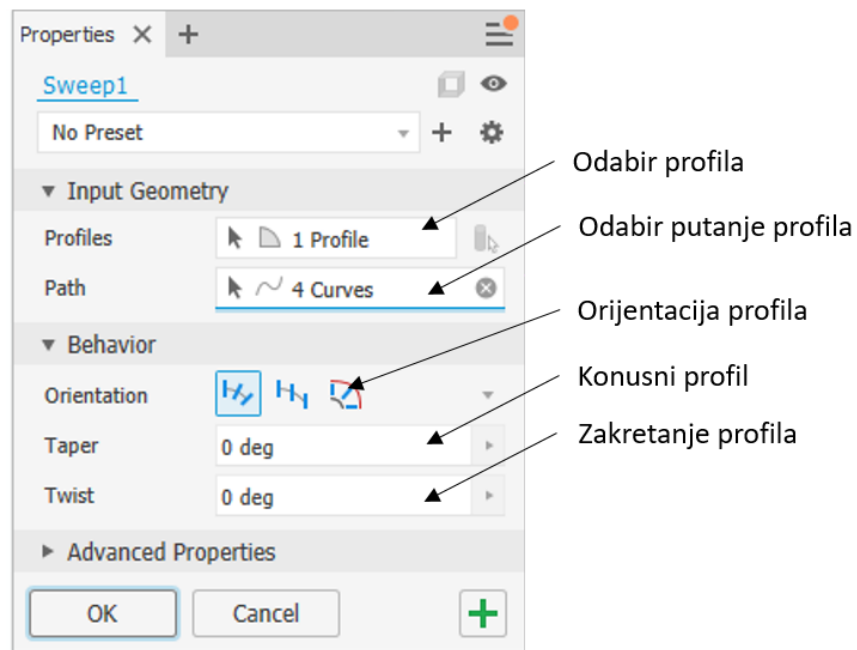 Properties
Sweep1
No Preset
Odabir profila
Input Geometry
Profiles 1 Profile
Odabir putanje profila
Path 4 Curves
Orijentacija profila
Behavior
Orientation
Konusni profil
Taper 0 deg
Zakretanje profila
Twist 0 deg
Advanced Properties
OK Cancel